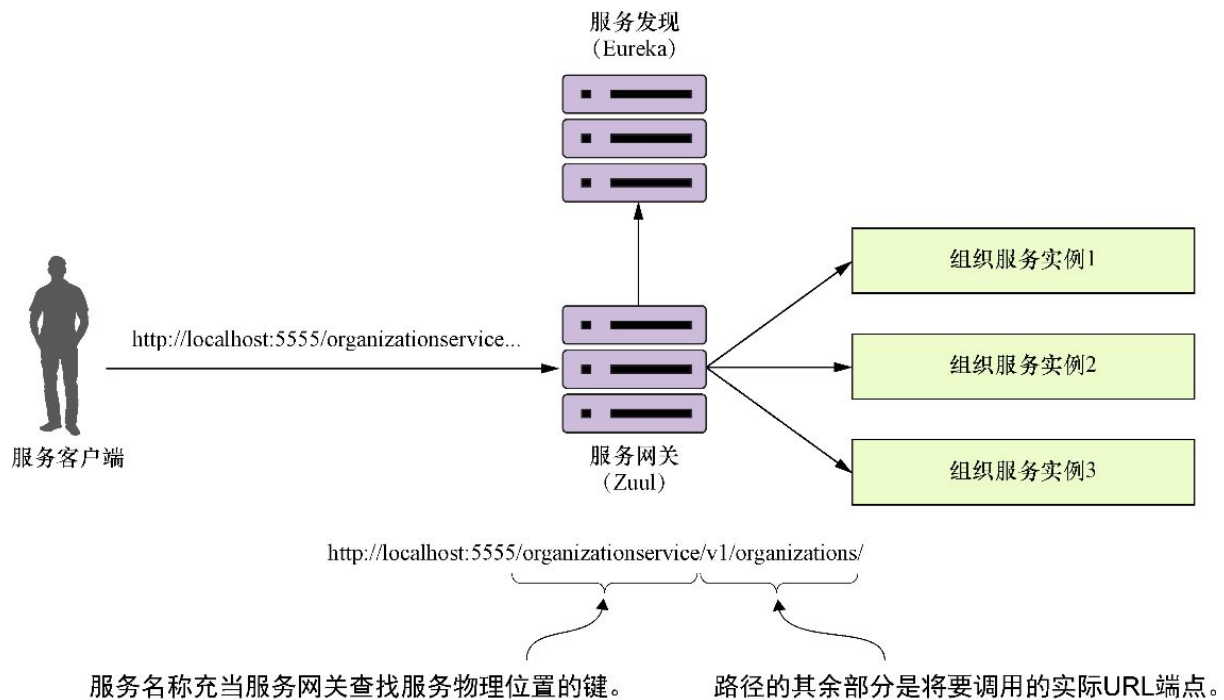 服务发现
（Eureka）
组织服务实例1
http://localhost:5555/organizationservice...
组织服务实例2
服务客户端
服务网关
（Zuul）
组织服务实例3
http://localhost:5555/organizationservice/v1/organizations/
服务名称充当服务网关查找服务物理位置的键。
路径的其余部分是将要调用的实际URL端点。